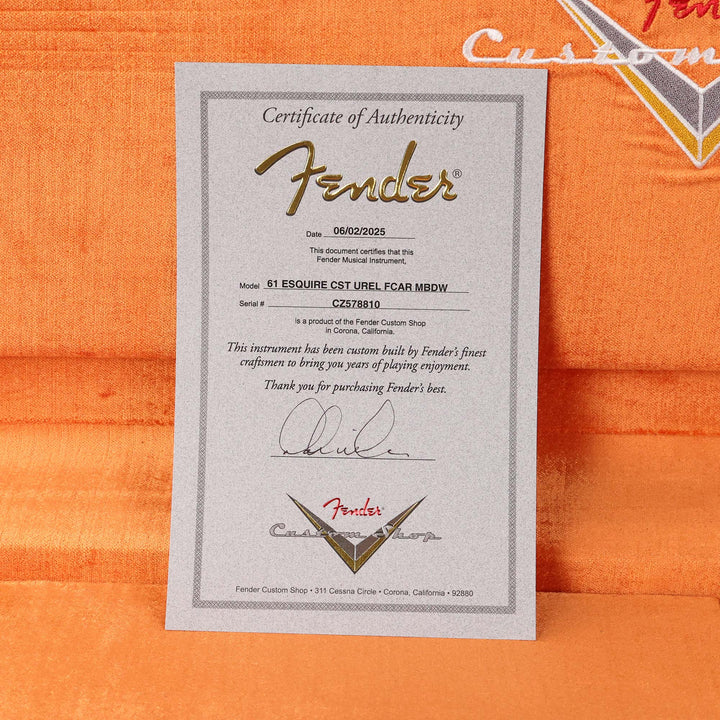 Fender
Custom
Certificate of Authenticity
Fender®
Date 06/02/2025
This document certifies that this
Fender Musical Instrument,
Model 61 ESQUIRE CST UREL FCAR MBDW
Serial # CZ578810
is a product of the Fender Custom Shop
in Corona, California.
This instrument has been custom built by Fender's finest
craftsmen to bring you years of playing enjoyment.
Thank you for purchasing Fender's best.
Fender
Custom Shop
Fender Custom Shop • 311 Cessna Circle • Corona, California • 92880